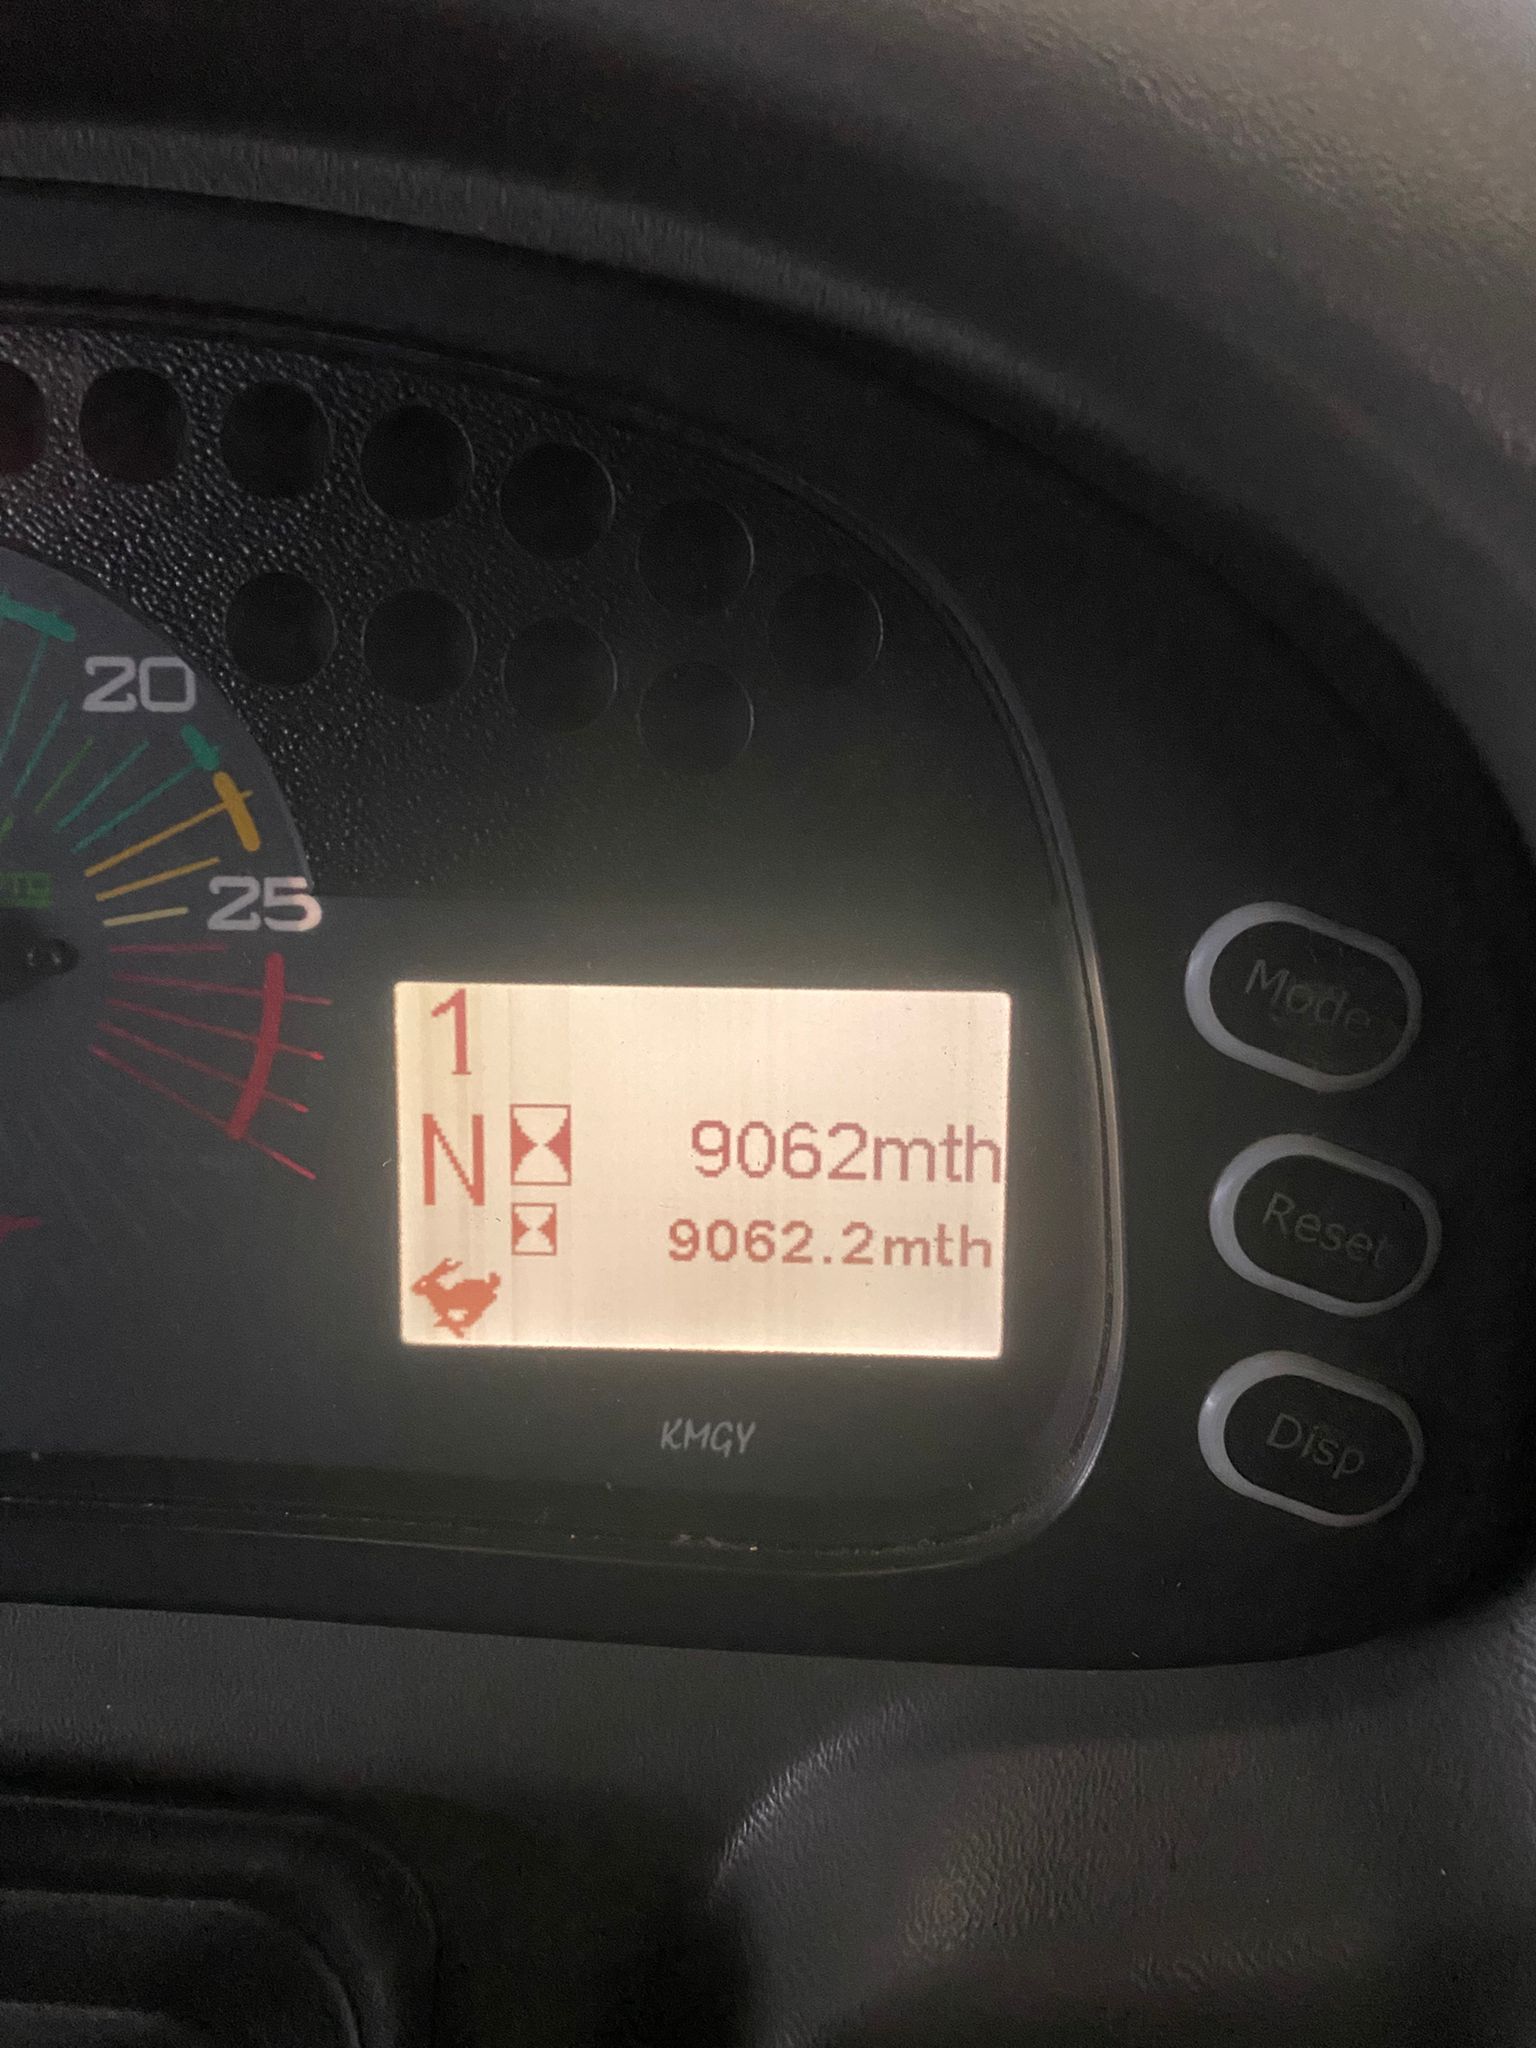 20
25
1
N
9062mth
9062.2mth
KMGY
Mode
Reset
Disp